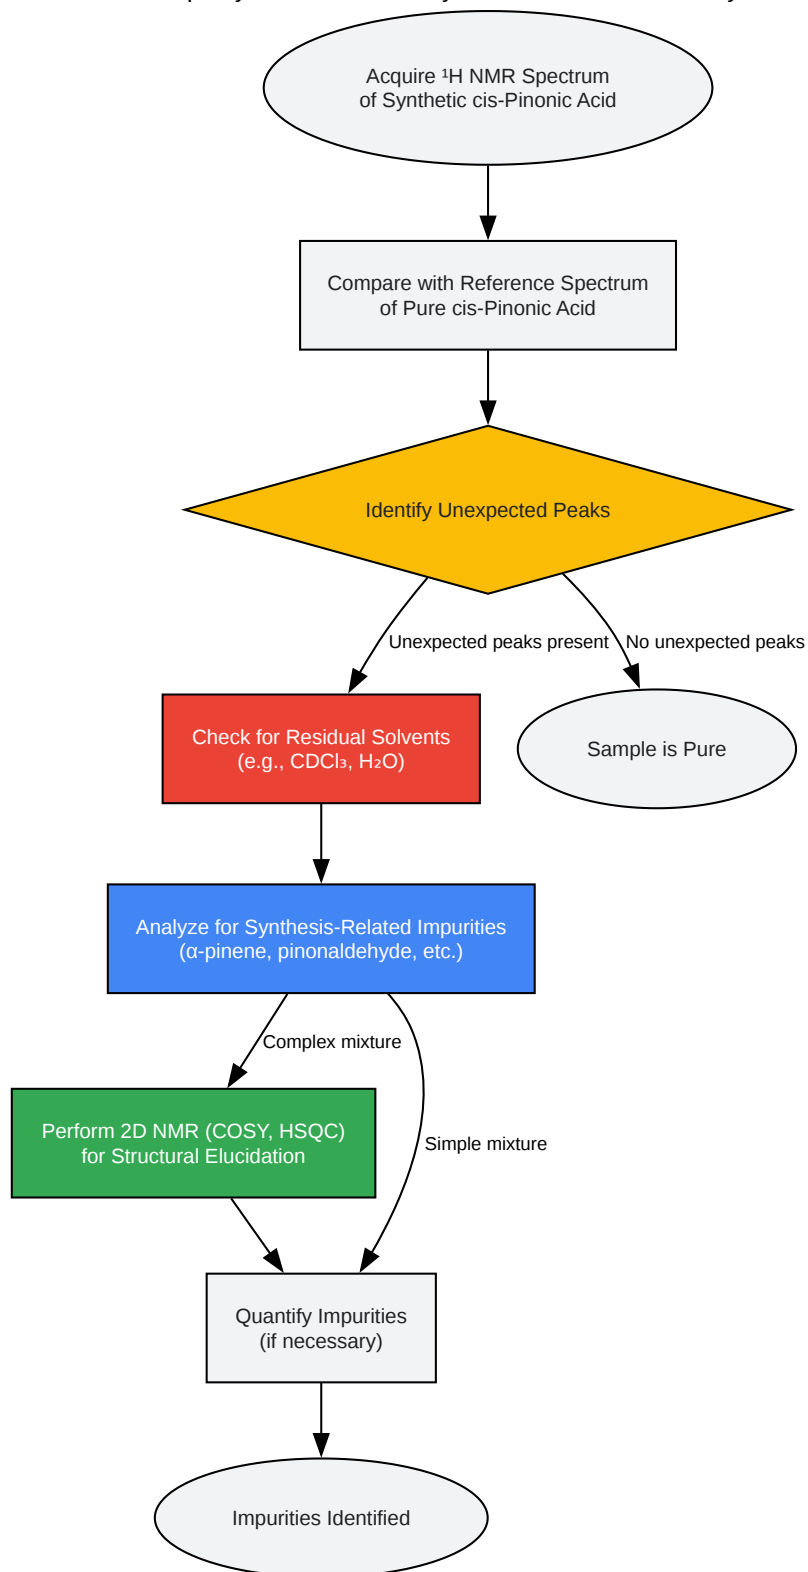 Acquire ¹H NMR Spectrum
of Synthetic cis-Pinonic Acid
Compare with Reference Spectrum
of Pure cis-Pinonic Acid
Identify Unexpected Peaks
Unexpected peaks present
No unexpected peaks
Check for Residual Solvents
(e.g., CDCl₃, H₂O)
Sample is Pure
Analyze for Synthesis-Related Impurities
(α-pinene, pinonaldehyde, etc.)
Complex mixture
Perform 2D NMR (COSY, HSQC)
for Structural Elucidation
Simple mixture
Quantify Impurities
(if necessary)
Impurities Identified